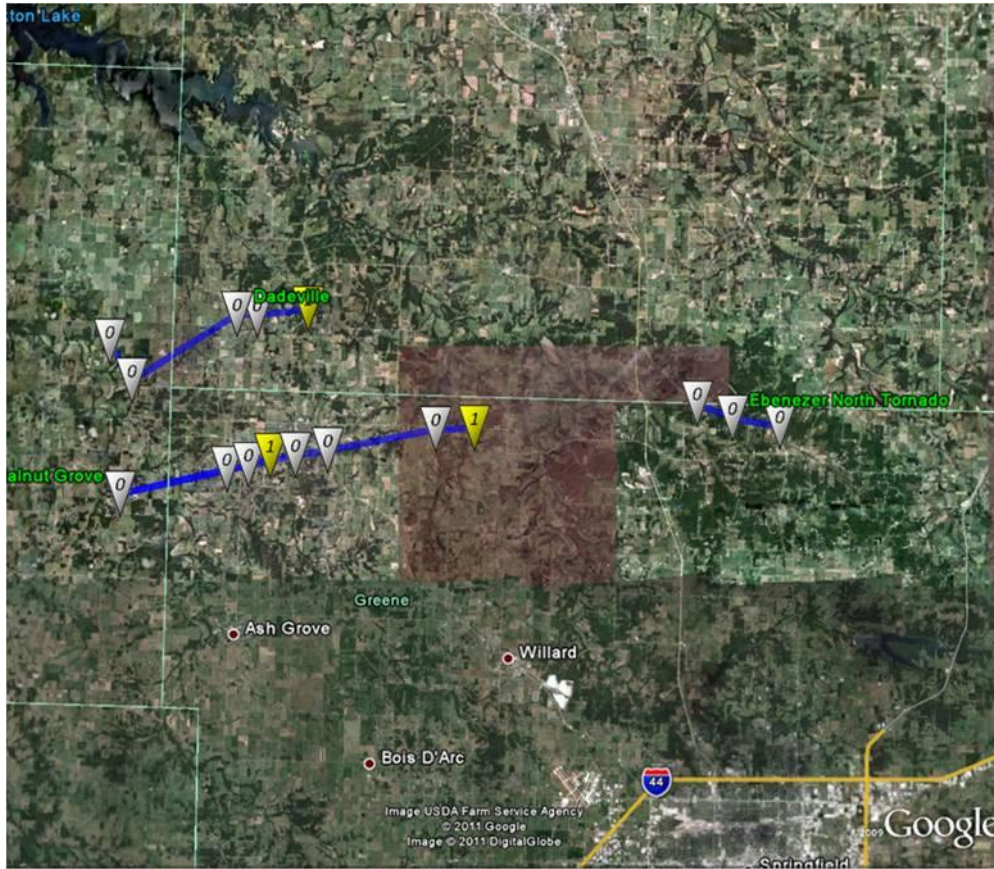 ton Lake
Dadeville
0
0
0
0
Ebenezer North Tornado
0
0
0
0
1
0
0
1
0
0
alnut Grove
0
Greene
Ash Grove
Willard
Bois D'Arc
44
Image USDA Farm Service Agency
© 2011 Google
Image © 2011 DigitalGlobe
©2009
Google
Springfield